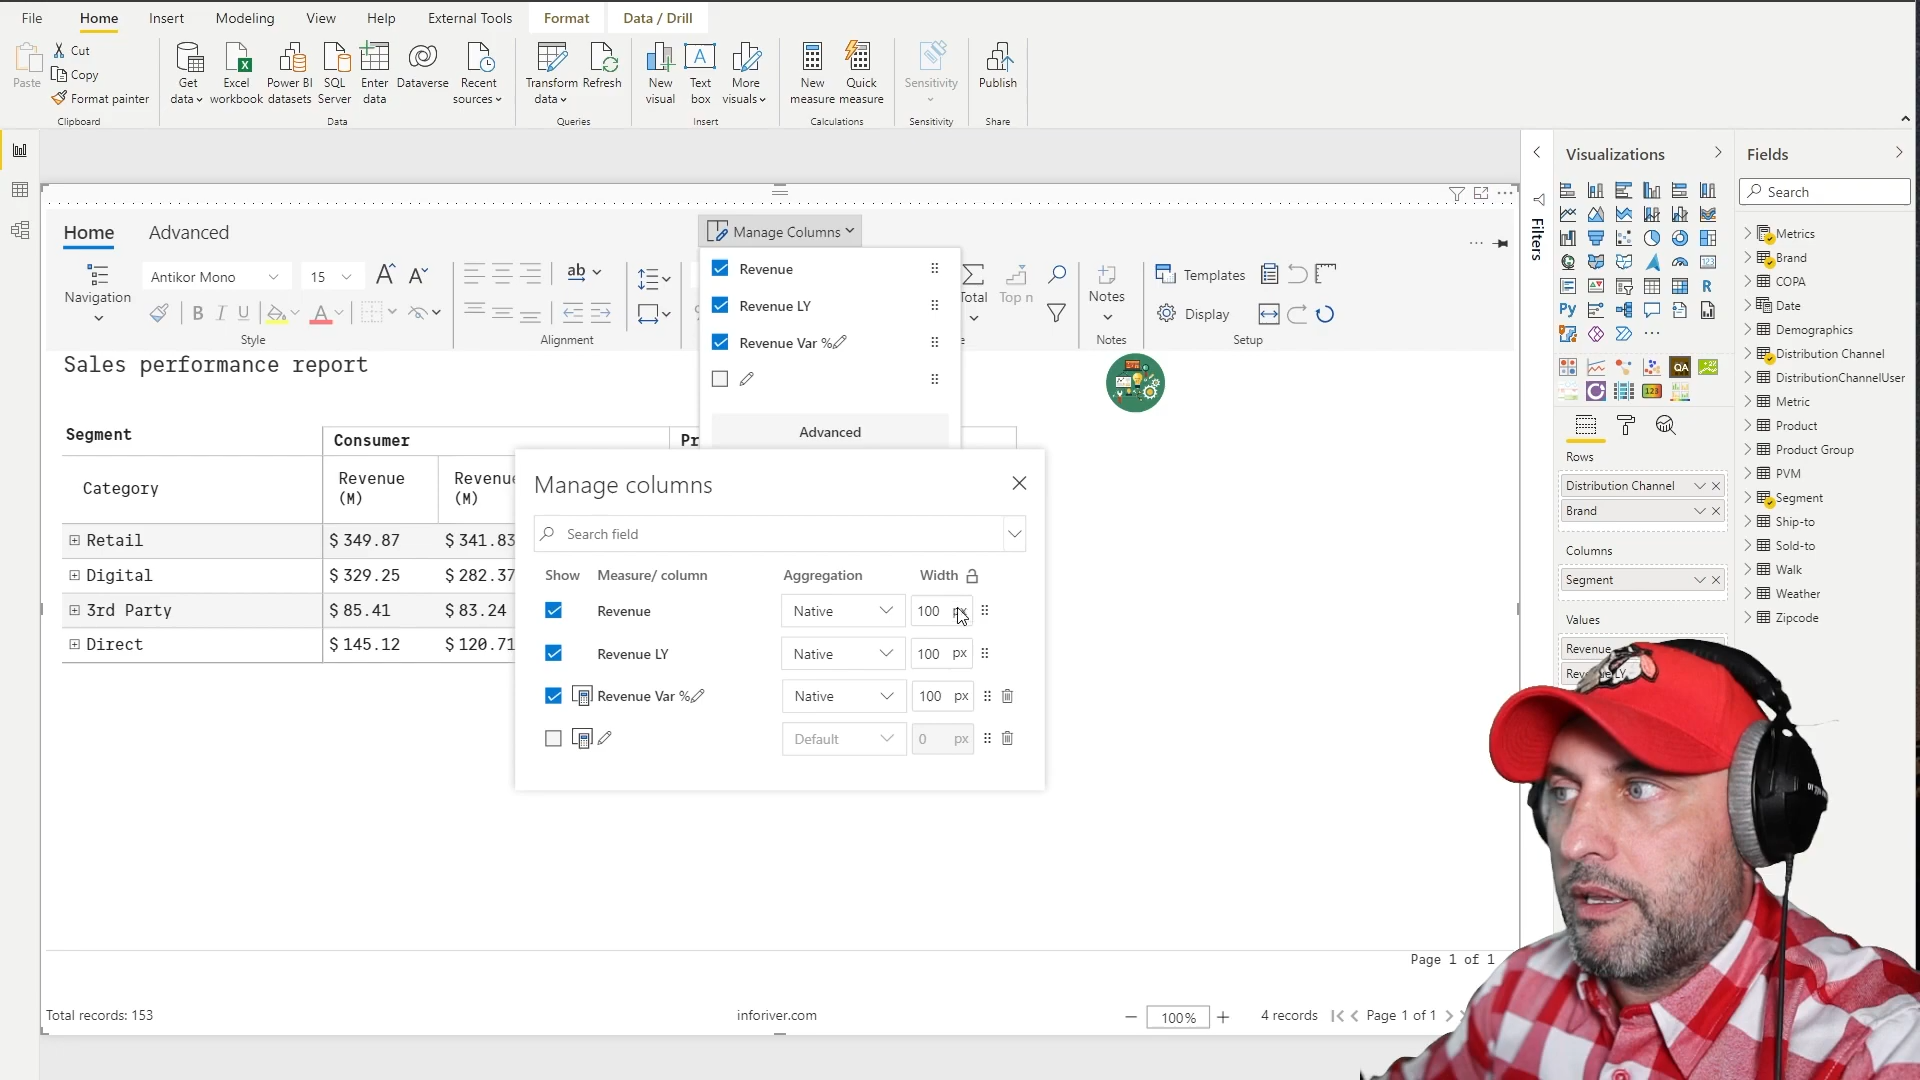 File Home Insert Modeling View Help External Tools Format Data / Drill
Paste
Cut
Copy
Format painter
Clipboard
Get data
Excel workbook
Power BI datasets
SQL Server
Enter data
Dataverse
Recent sources
Data
Transform data
Refresh
Queries
New visual
Text box
More visuals
Insert
New measure
Quick measure
Calculations
Sensitivity
Sensitivity
Publish
Share
Home Advanced
Navigation
Antikor Mono 15
B I U
Style
ab
Alignment
Manage Columns
Revenue
Revenue LY
Revenue Var %
Advanced
Top n
Notes
Notes
Templates
Display
Setup
Sales performance report
Segment Consumer
Category Revenue (M) (M)
Retail $ 349.87 $ 341.83
Digital $ 329.25 $ 282.37
3rd Party $ 85.41 $ 83.24
Direct $ 145.12 $ 120.71
Manage columns
Search field
Show Measure/ column Aggregation Width
Revenue Native 100
Revenue LY Native 100 px
Revenue Var % Native 100 px
Default 0 px
Page 1 of 1
Total records: 153
inforiver.com
100%
4 records
Page 1 of 1
Filters
Visualizations
R
Py
123
QA
123
Rows
Distribution Channel
Brand
Columns
Segment
Values
Revenue
Fields
Search
Metrics
Brand
COPA
Date
Demographics
Distribution Channel
DistributionChannelUser
Metric
Product
Product Group
PVM
Segment
Ship-to
Sold-to
Walk
Weather
Zipcode